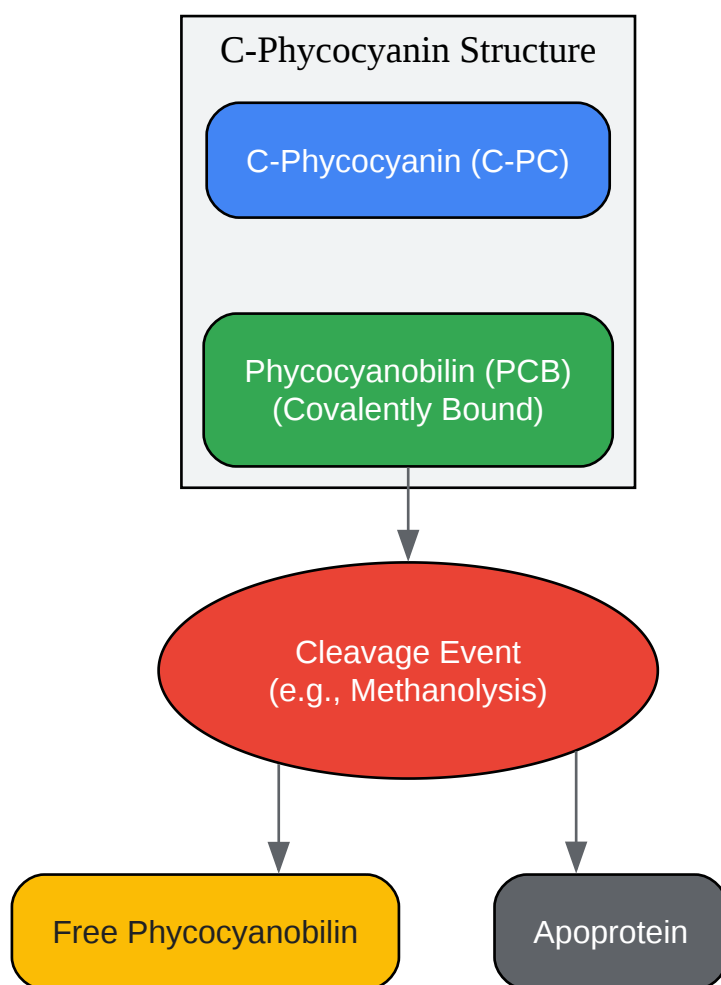 C-Phycocyanin Structure
C-Phycocyanin (C-PC)
Phycocyanobilin (PCB)
(Covalently Bound)
Cleavage Event
(e.g., Methanolysis)
Free Phycocyanobilin
Apoprotein